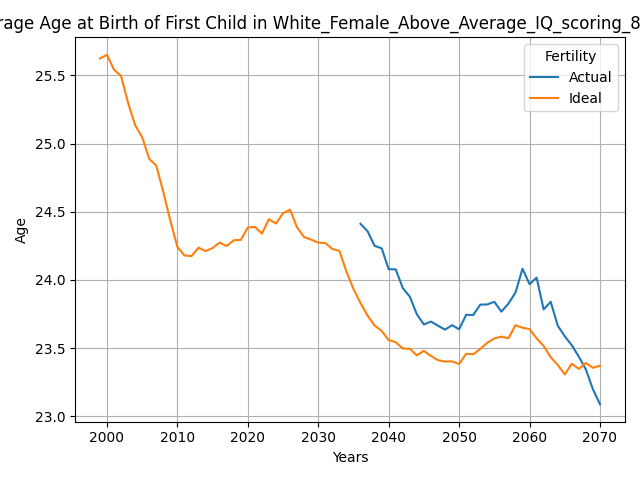 rage Age at Birth of First Child in White_Female_Above_Average_IQ_scoring_8
Fertility
Actual
Ideal
25.5
25.0
24.5
24.0
23.5
23.0
Age
2000 2010 2020 2030 2040 2050 2060 2070
Years